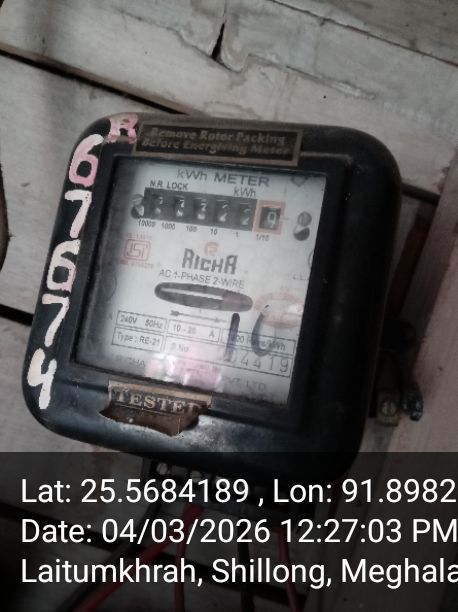 R
67674
Remove Rotor Packing
Before Energising Meter
kWh METER
N.R. LOCK
kWh
10000 1000 100 10 1 1/10
ISI
RICHA
AC 1-PHASE 2-WIRE
240V 50Hz
10 - 20 A
Type : RE-21
S.No.
04419
TESTED
Lat: 25.5684189 , Lon: 91.8982
Date: 04/03/2026 12:27:03 PM
Laitumkhrah, Shillong, Meghala